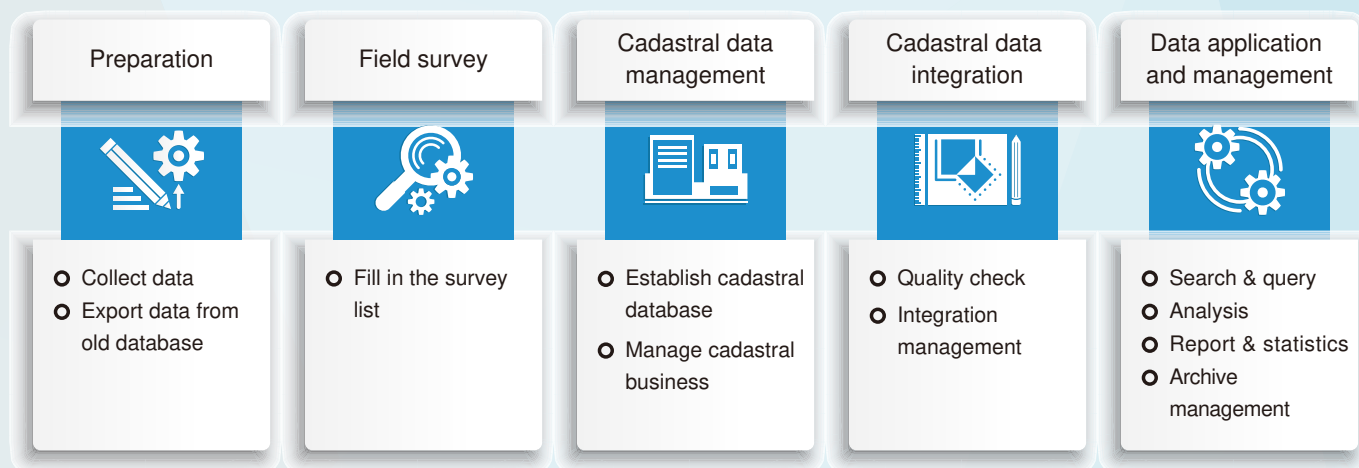 Preparation
Collect data
Export data from
old database
Field survey
Fill in the survey
list
Cadastral data
management
Establish cadastral
database
Manage cadastral
business
Cadastral data
integration
Quality check
Integration
management
Data application
and management
Search & query
Analysis
Report & statistics
Archive
management